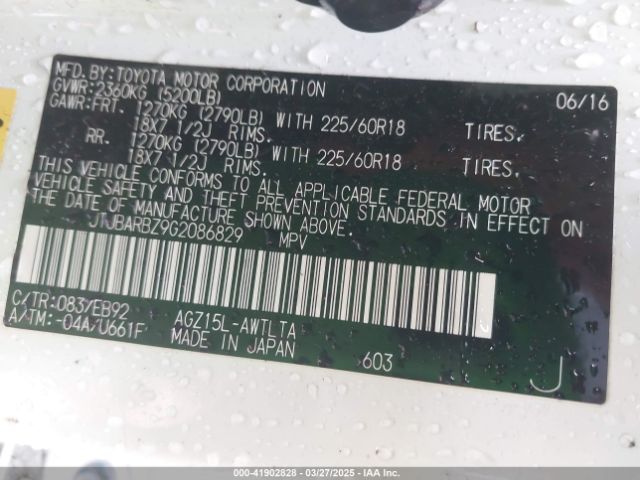 MFD.BY:TOYOTA MOTOR CORPORATION 06/16
GVWR:2360KG (5200LB)
GAWR:FRT. 1270KG (2790LB) WITH 225/60R18 TIRES.
18X7 1/2J RIMS.
RR. 1270KG (2790LB) WITH 225/60R18 TIRES.
18X7 1/2J RIMS.
THIS VEHICLE CONFORMS TO ALL APPLICABLE FEDERAL MOTOR
VEHICLE SAFETY AND THEFT PREVENTION STANDARDS IN EFFECT ON
THE DATE OF MANUFACTURE SHOWN ABOVE.
JTJBARBZ9G2086829 MPV
C/TR:083/EB92 AGZ15L-AWTLTA
A/TM:-04A/U661F MADE IN JAPAN 603 J
000-41902828 - 03/27/2025 - IAA Inc.